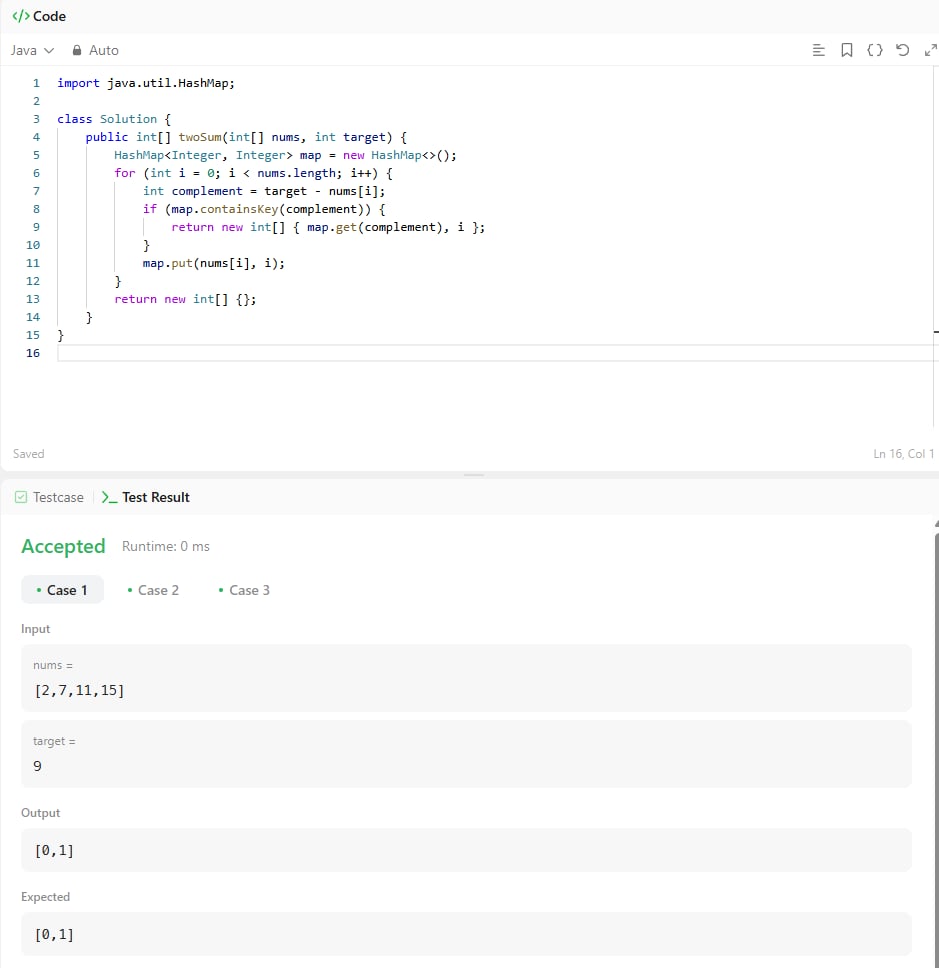 </> Code
Java Auto
1 import java.util.HashMap;
2
3 class Solution {
4     public int[] twoSum(int[] nums, int target) {
5         HashMap<Integer, Integer> map = new HashMap<>();
6         for (int i = 0; i < nums.length; i++) {
7             int complement = target - nums[i];
8             if (map.containsKey(complement)) {
9                 return new int[] { map.get(complement), i };
10             }
11             map.put(nums[i], i);
12         }
13         return new int[] {};
14     }
15 }
16
Saved Ln 16, Col 1
Testcase Test Result
Accepted Runtime: 0 ms
• Case 1 • Case 2 • Case 3
Input
nums =
[2,7,11,15]
target =
9
Output
[0,1]
Expected
[0,1]